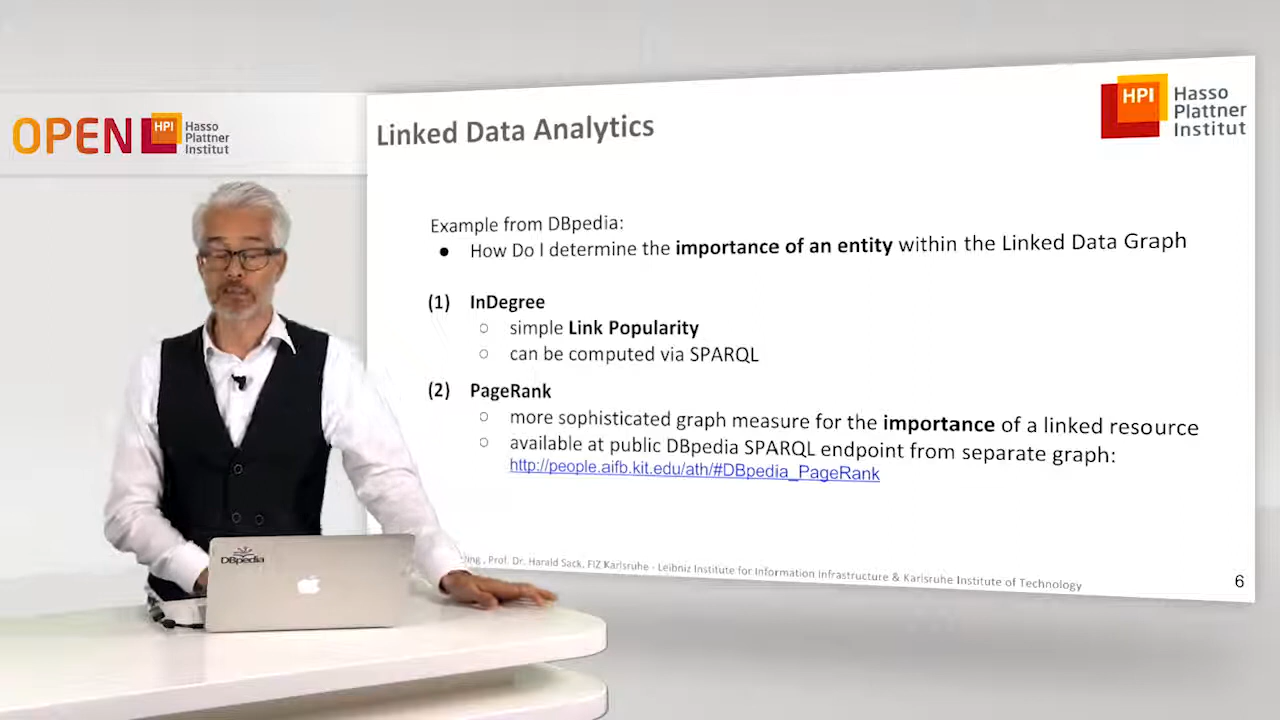 OPEN HPI Hasso
Plattner
Institut
Linked Data Analytics
HPI Hasso
Plattner
Institut
Example from DBpedia:
● How Do I determine the importance of an entity within the Linked Data Graph
(1) InDegree
○ simple Link Popularity
○ can be computed via SPARQL
(2) PageRank
○ more sophisticated graph measure for the importance of a linked resource
○ available at public DBpedia SPARQL endpoint from separate graph:
http://people.aifb.kit.edu/ath/#DBpedia_PageRank
, Prof. Dr. Harald Sack, FIZ Karlsruhe - Leibniz Institute for Information Infrastructure & Karlsruhe Institute of Technology
6
DBpedia